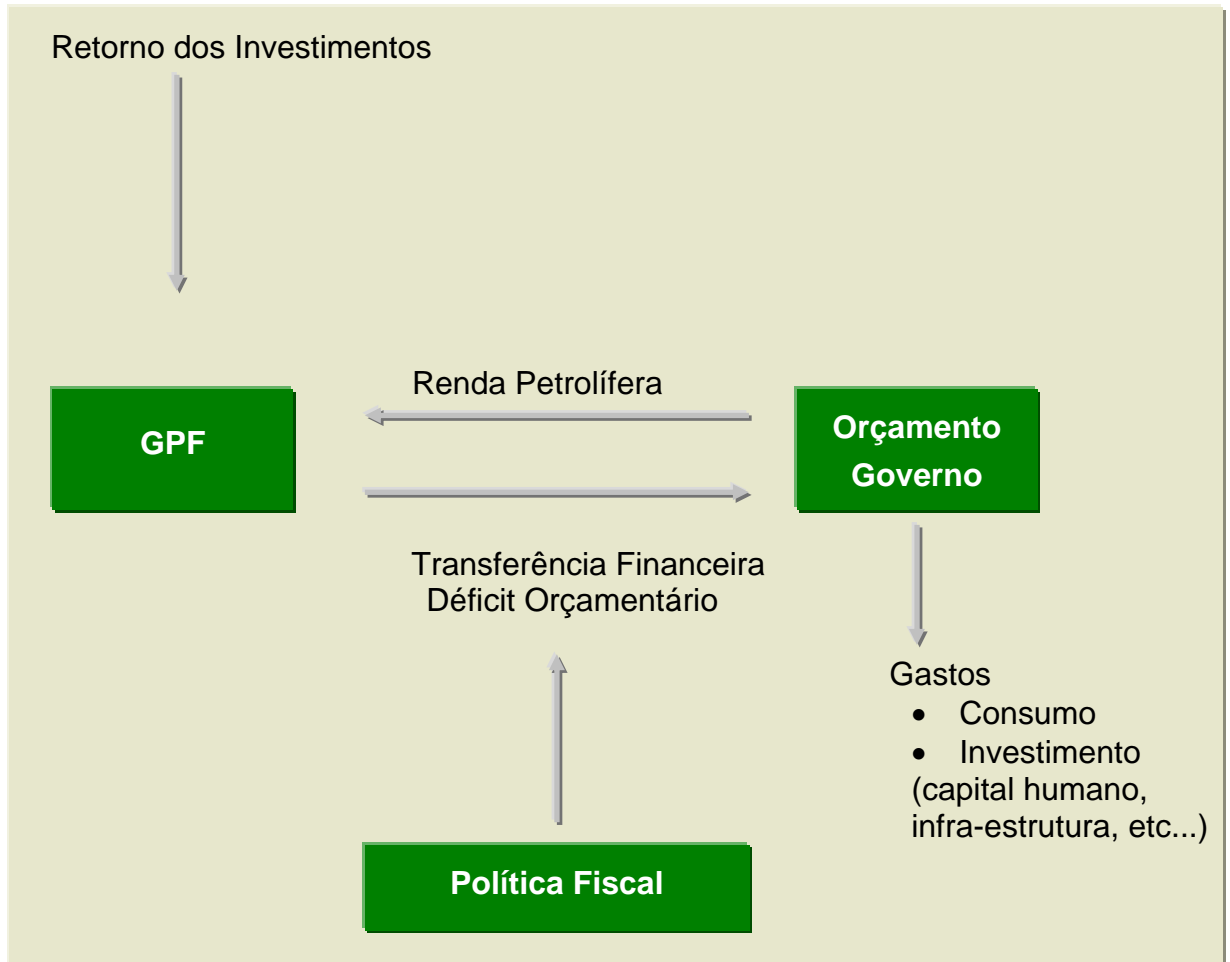 Retorno dos Investimentos
Renda Petrolífera
GPF
Orçamento
Governo
Transferência Financeira
Déficit Orçamentário
Gastos
• Consumo
• Investimento
(capital humano,
infra-estrutura, etc...)
Política Fiscal